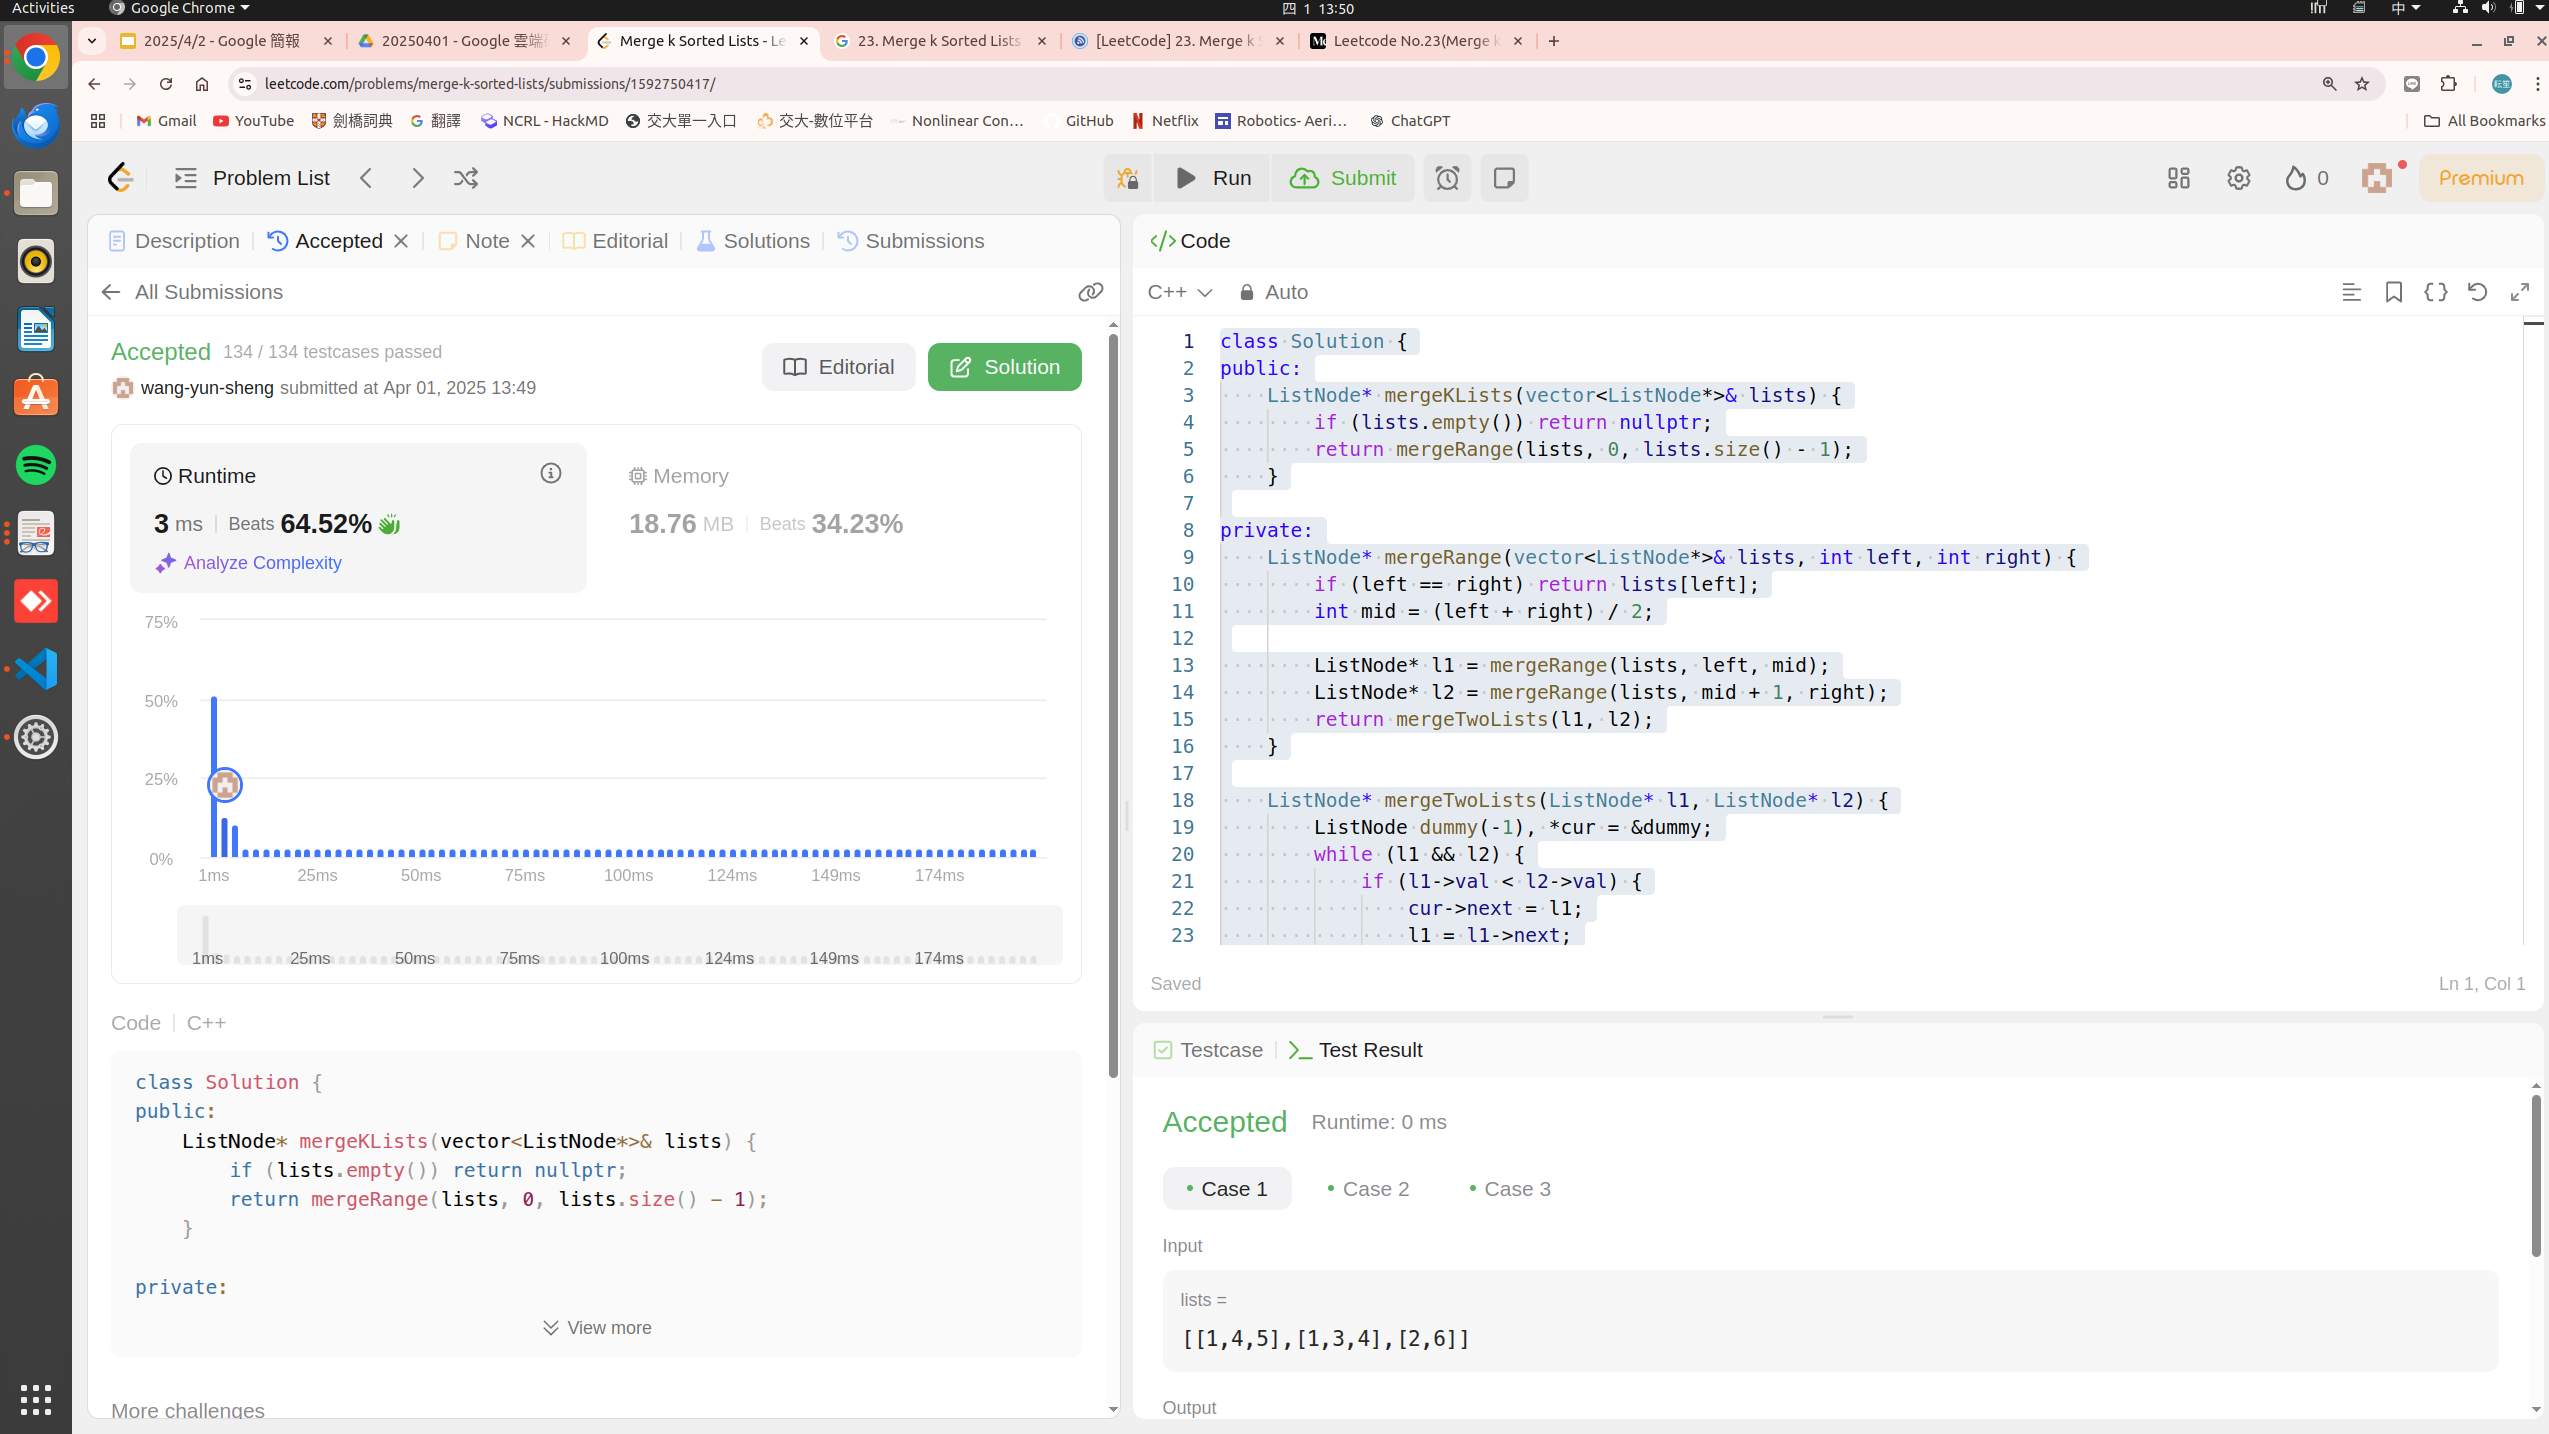 Activities
Google Chrome
四 1 13:50
中
2025/4/2 - Google 簡報
20250401 - Google 雲端
Merge k Sorted Lists - Le
23. Merge k Sorted Lists
[LeetCode] 23. Merge k S
Leetcode No.23(Merge k
leetcode.com/problems/merge-k-sorted-lists/submissions/1592750417/
Gmail
YouTube
劍橋詞典
翻譯
NCRL - HackMD
交大單一入口
交大-數位平台
Nonlinear Con...
GitHub
Netflix
Robotics- Aeri...
ChatGPT
All Bookmarks
Problem List
Run
Submit
0
Premium
Description
Accepted
Note
Editorial
Solutions
Submissions
All Submissions
Accepted 134 / 134 testcases passed
wang-yun-sheng submitted at Apr 01, 2025 13:49
Editorial
Solution
Runtime
3 ms | Beats 64.52%
Analyze Complexity
Memory
18.76 MB | Beats 34.23%
75%
50%
25%
0%
1ms 25ms 50ms 75ms 100ms 124ms 149ms 174ms
1ms 25ms 50ms 75ms 100ms 124ms 149ms 174ms
Code | C++
class Solution {
public:
    ListNode* mergeKLists(vector<ListNode*>& lists) {
        if (lists.empty()) return nullptr;
        return mergeRange(lists, 0, lists.size() - 1);
    }
private:
View more
More challenges
Code
C++
Auto
1 class Solution {
2 public:
3     ListNode* mergeKLists(vector<ListNode*>& lists) {
4         if (lists.empty()) return nullptr;
5         return mergeRange(lists, 0, lists.size() - 1);
6     }
7
8 private:
9     ListNode* mergeRange(vector<ListNode*>& lists, int left, int right) {
10         if (left == right) return lists[left];
11         int mid = (left + right) / 2;
12
13         ListNode* l1 = mergeRange(lists, left, mid);
14         ListNode* l2 = mergeRange(lists, mid + 1, right);
15         return mergeTwoLists(l1, l2);
16     }
17
18     ListNode* mergeTwoLists(ListNode* l1, ListNode* l2) {
19         ListNode dummy(-1), *cur = &dummy;
20         while (l1 && l2) {
21             if (l1->val < l2->val) {
22                 cur->next = l1;
23                 l1 = l1->next;
Saved
Ln 1, Col 1
Testcase
Test Result
Accepted Runtime: 0 ms
Case 1
Case 2
Case 3
Input
lists =
[[1,4,5],[1,3,4],[2,6]]
Output